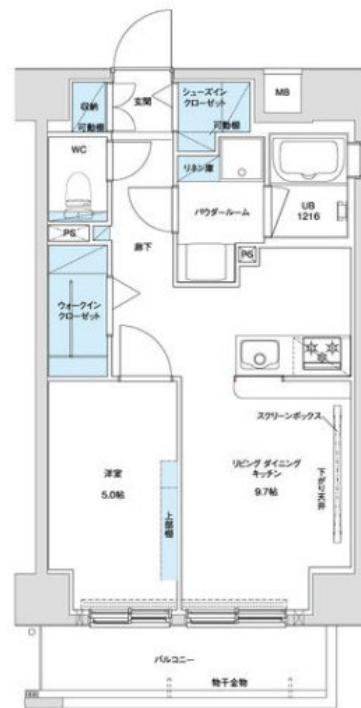 収納
可動棚
玄関
シューズイン
クローゼット
可動棚
MB
WC
リネン庫
パウダールーム
UB
1216
PS
廊下
PS
ウォークイン
クローゼット
スクリーンボックス
洋室
5.0帖
上部棚
リビング ダイニング
キッチン
9.7帖
下がり天井
バルコニー
物干金物